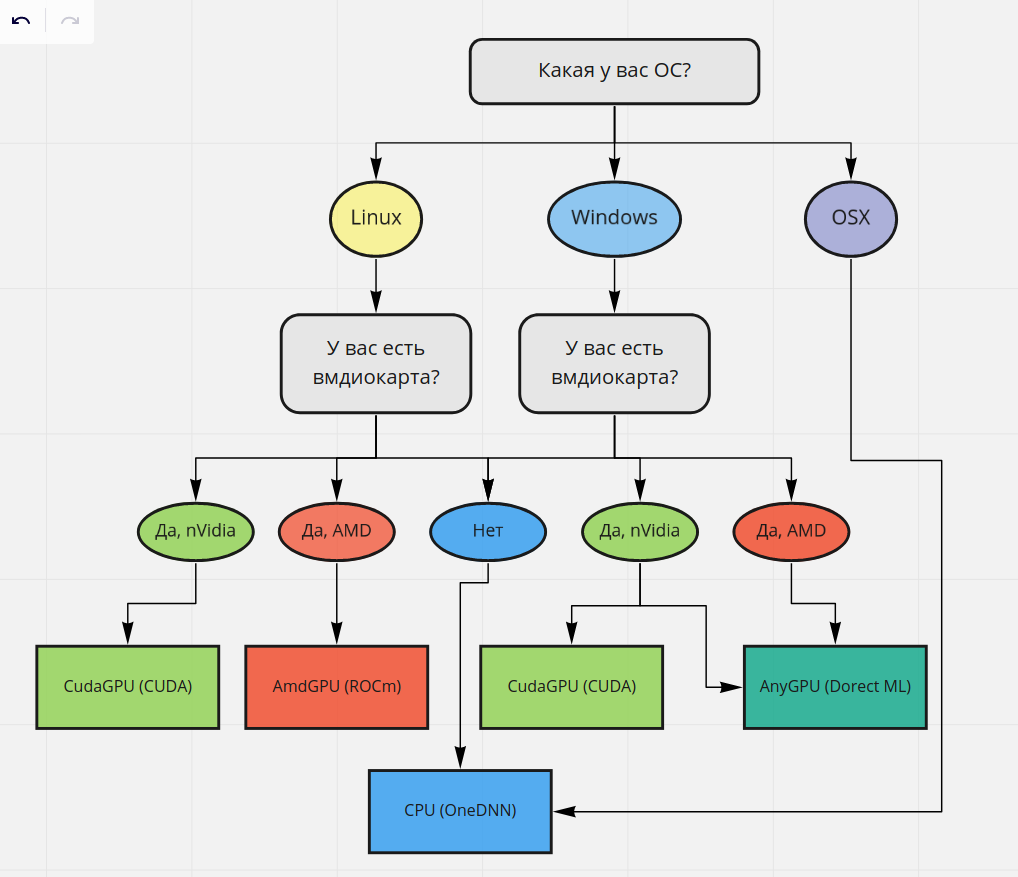 Какая у вас ОС?
Linux
Windows
OSX
У вас есть
вмдиокарта?
У вас есть
вмдиокарта?
Да, nVidia
Да, AMD
Нет
Да, nVidia
Да, AMD
CudaGPU (CUDA)
AmdGPU (ROCm)
CudaGPU (CUDA)
AnyGPU (Dorect ML)
CPU (OneDNN)